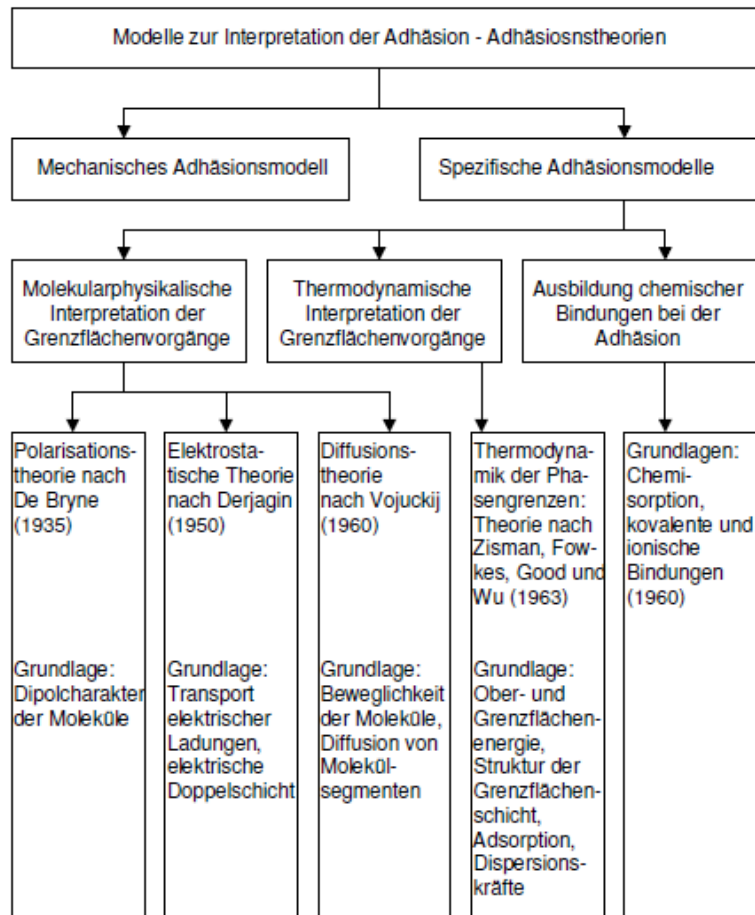 Modelle zur Interpretation der Adhäsion - Adhäsiosnstheorien
Mechanisches Adhäsionsmodell
Spezifische Adhäsionsmodelle
Molekularphysikalische
Interpretation der
Grenzflächenvorgänge
Thermodynamische
Interpretation der
Grenzflächenvorgänge
Ausbildung chemischer
Bindungen bei der
Adhäsion
Polarisations-
theorie nach
De Bryne
(1935)
Grundlage:
Dipolcharakter
der Moleküle
Elektrosta-
tische Theorie
nach Derjagin
(1950)
Grundlage:
Transport
elektrischer
Ladungen,
elektrische
Doppelschicht
Diffusions-
theorie
nach Vojuckij
(1960)
Grundlage:
Beweglichkeit
der Moleküle,
Diffusion von
Molekül-
segmenten
Thermodyna-
mik der Pha-
sengrenzen:
Theorie nach
Zisman, Fow-
kes, Good und
Wu (1963)
Grundlage:
Ober- und
Grenzflächen-
energie,
Struktur der
Grenzflächen-
schicht,
Adsorption,
Dispersions-
kräfte
Grundlagen:
Chemi-
sorption,
kovalente und
ionische
Bindungen
(1960)